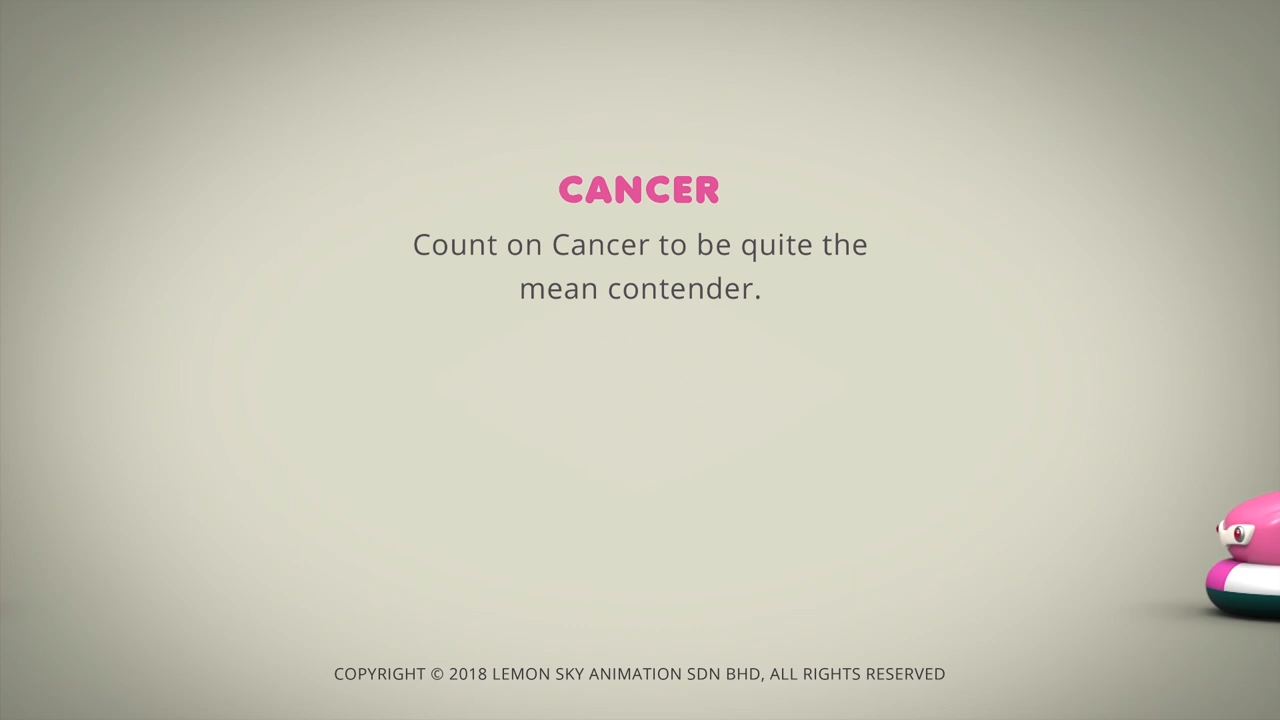 CANCER
Count on Cancer to be quite the
mean contender.
COPYRIGHT © 2018 LEMON SKY ANIMATION SDN BHD, ALL RIGHTS RESERVED